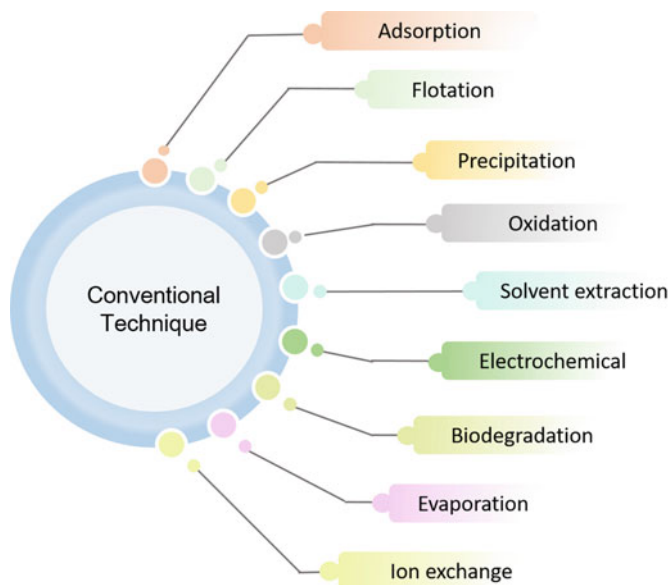 Adsorption
Flotation
Precipitation
Oxidation
Conventional
Technique
Solvent extraction
Electrochemical
Biodegradation
Evaporation
Ion exchange